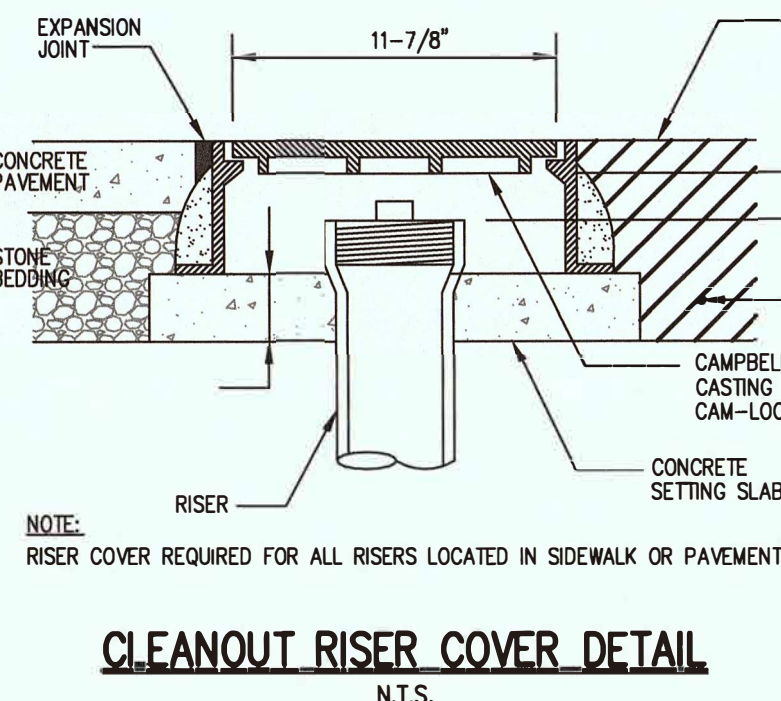 EXPANSION
JOINT
11-7/8"
CONCRETE
PAVEMENT
STONE
BEDDING
CAMPBELL
CASTING
CAM-LOC
CONCRETE
SETTING SLAB
RISER
NOTE:
RISER COVER REQUIRED FOR ALL RISERS LOCATED IN SIDEWALK OR PAVEMENT
CLEANOUT RISER COVER DETAIL
N.T.S.